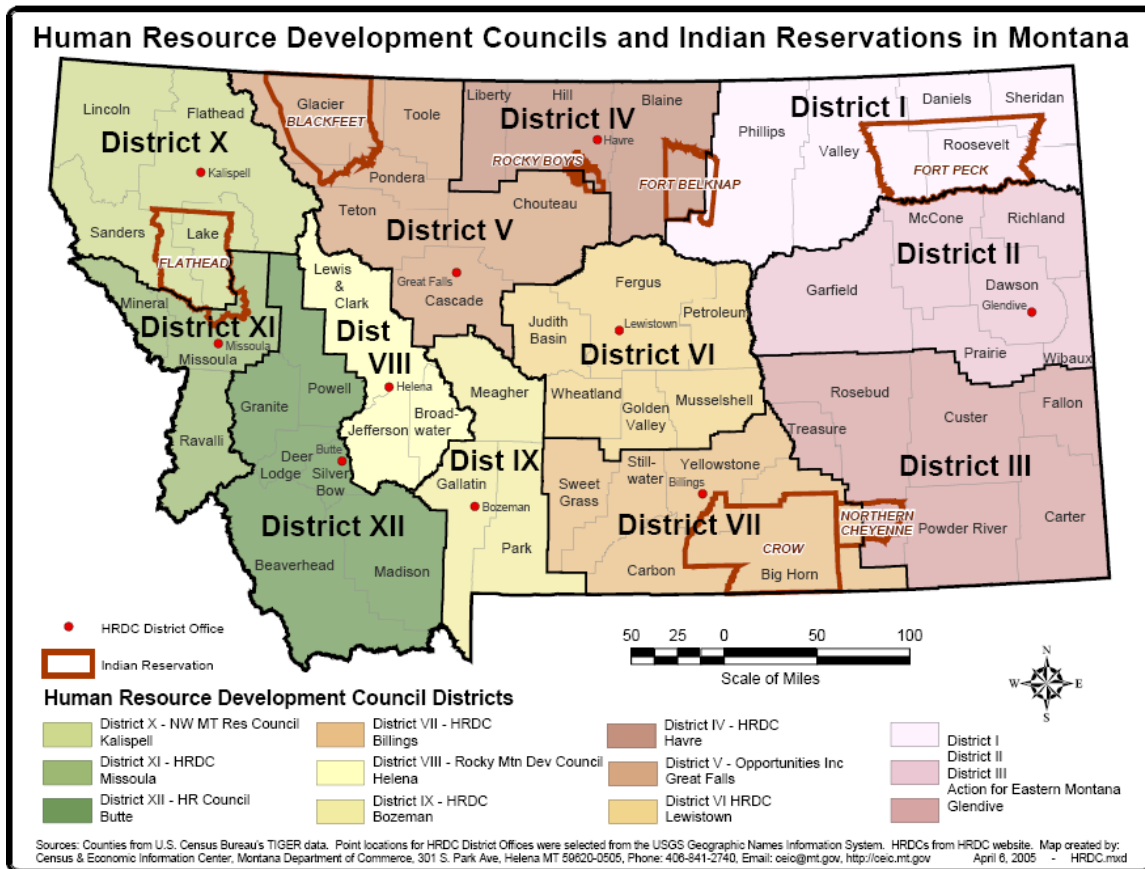 Human Resource Development Councils and Indian Reservations in Montana
Lincoln
Flathead
District X
Kalispell
Sanders
Lake
FLATHEAD
Glacier
BLACKFEET
Toole
Pondera
Teton
Chouteau
District V
Great Falls
Cascade
Liberty
Hill
Blaine
District IV
Havre
ROCKY BOY'S
FORT BELKNAP
Phillips
Valley
District I
Daniels
Sheridan
Roosevelt
FORT PECK
McCone
Richland
District II
Garfield
Dawson
Glendive
Prairie
Wibaux
Mineral
District XI
Missoula
Missoula
Ravalli
Lewis
&
Clark
Dist
VIII
Helena
Jefferson
Broad-
water
Powell
Granite
Deer
Lodge
Butte
Silver
Bow
District XII
Beaverhead
Madison
Meagher
Dist IX
Gallatin
Bozeman
Park
Fergus
Petroleum
Judith
Basin
Lewistown
District VI
Wheatland
Golden
Valley
Musselshell
Sweet
Grass
Still-
water
Yellowstone
Billings
District VII
Carbon
CROW
Big Horn
NORTHERN
CHEYENNE
Rosebud
Treasure
Custer
Fallon
District III
Powder River
Carter
HRDC District Office
Indian Reservation
50 25 0 50 100
Scale of Miles
N
W E
S
Human Resource Development Council Districts
District X - NW MT Res Council
Kalispell
District XI - HRDC
Missoula
District XII - HR Council
Butte
District VII - HRDC
Billings
District VIII - Rocky Mtn Dev Council
Helena
District IX - HRDC
Bozeman
District IV - HRDC
Havre
District V - Opportunities Inc
Great Falls
District VI HRDC
Lewistown
District I
District II
District III
Action for Eastern Montana
Glendive
Sources: Counties from U.S. Census Bureau's TIGER data. Point locations for HRDC District Offices were selected from the USGS Geographic Names Information System. HRDCs from HRDC website. Map created by:
Census & Economic Information Center, Montana Department of Commerce, 301 S. Park Ave, Helena MT 59620-0505, Phone: 406-841-2740, Email: ceic@mt.gov, http://ceic.mt.gov April 6, 2005 - HRDC.mxd